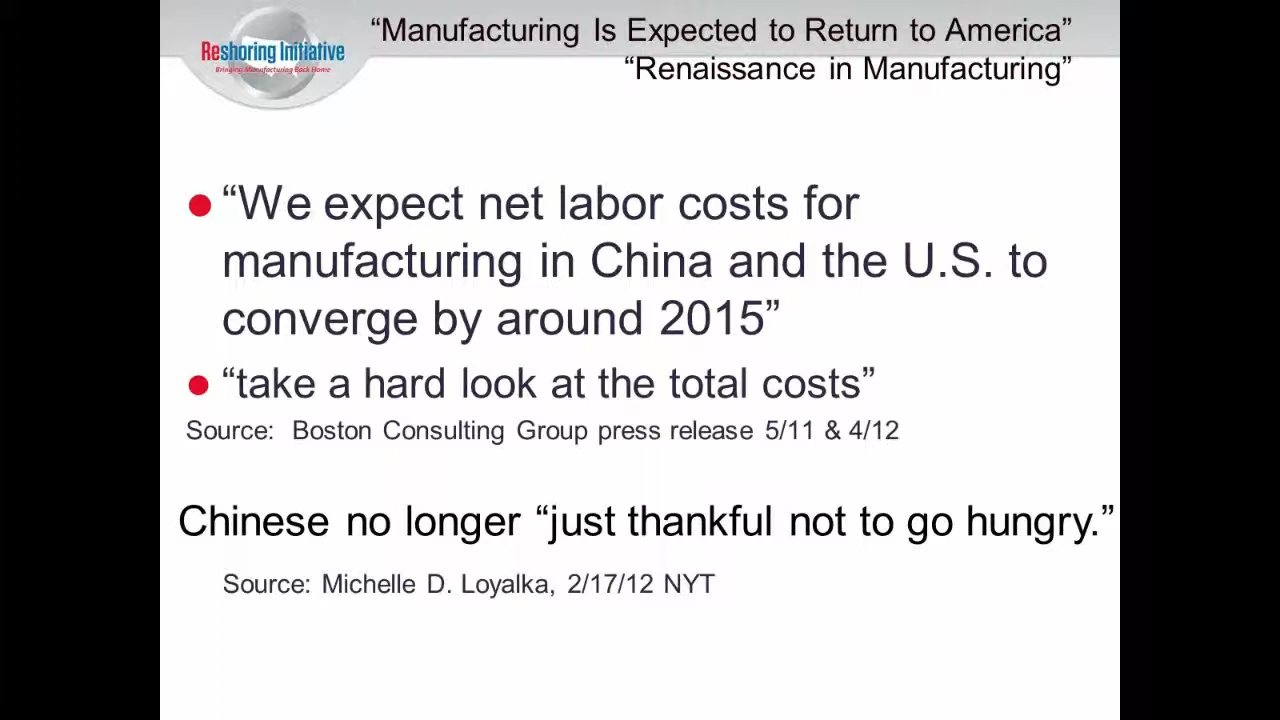 Reshoring Initiative
Bringing Manufacturing Back Home
“Manufacturing Is Expected to Return to America”
“Renaissance in Manufacturing”
“We expect net labor costs for
manufacturing in China and the U.S. to
converge by around 2015”
“take a hard look at the total costs”
Source: Boston Consulting Group press release 5/11 & 4/12
Chinese no longer “just thankful not to go hungry.”
Source: Michelle D. Loyalka, 2/17/12 NYT